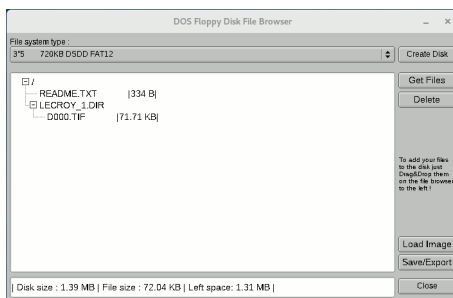 DOS Floppy Disk File Browser
File system type :
3"5 720KB DSDD FAT12
Create Disk
Get Files
Delete
/
README.TXT |334 B|
LECROY_1.DIR
D000.TIF |71.71 KB|
To add your files
to the disk just
Drag&Drop them
on the file browser
to the left !
Load Image
Save/Export
| Disk size : 1.39 MB | File size : 72.04 KB | Left space: 1.31 MB |
Close